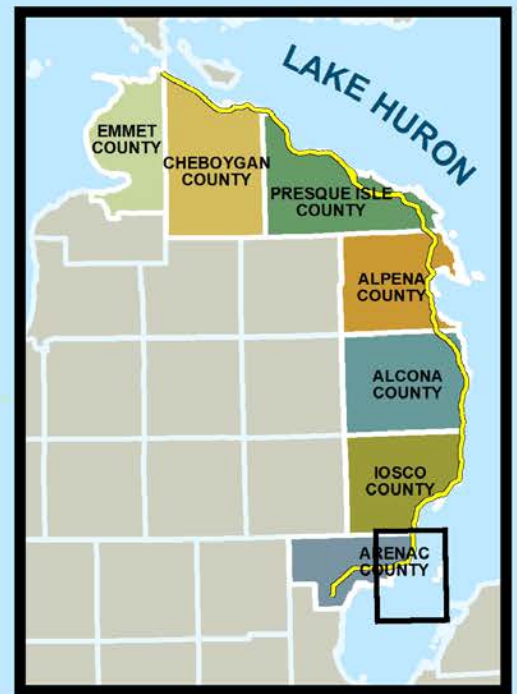 LAKE HURON
EMMET
COUNTY
CHEBOYGAN
COUNTY
PRESQUE ISLE
COUNTY
ALPENA
COUNTY
ALCONA
COUNTY
IOSCO
COUNTY
ARENAC
COUNTY